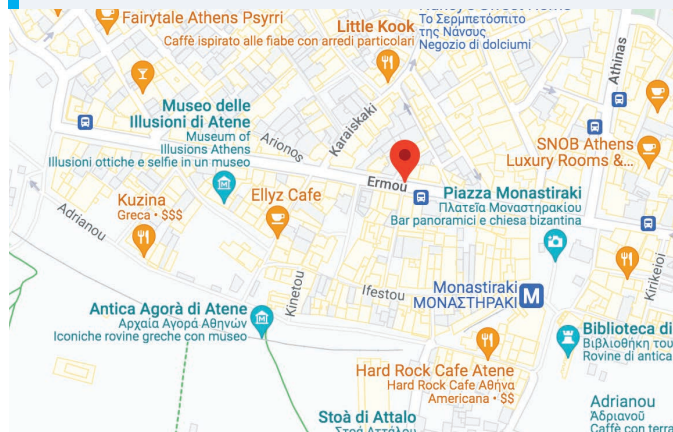 Fairytale Athens Psyrri
Caffè ispirato alle fiabe con arredi particolari
Little Kook
Το Σερμπετόσπιτο
της Νάνσυς
Negozio di dolciumi
Athinas
Museo delle
Illusioni di Atene
Museum of
Illusions Athens
Illusioni ottiche e selfie in un museo
Arionos
Karaiskaki
SNOB Athens
Luxury Rooms &...
Ermou
Kuzina
Greca • $$$
Adrianou
Ellyz Cafe
Piazza Monastiraki
Πλατεία Μοναστηρακίου
Bar panoramici e chiesa bizantina
Kinetou
Ifestou
Monastiraki
ΜΟΝΑΣΤΗΡΑΚΙ
M
Kirikeioi
Antica Agorà di Atene
Αρχαία Αγορά Αθηνών
Iconiche rovine greche con museo
Biblioteca di
Βιβλιοθήκη του
Rovine di antica
Hard Rock Cafe Atene
Hard Rock Cafe Αθήνα
Americana • $$
Adrianou
Αδριανού
Caffè con terra
Stoà di Attalo
Στοά Αττάλου